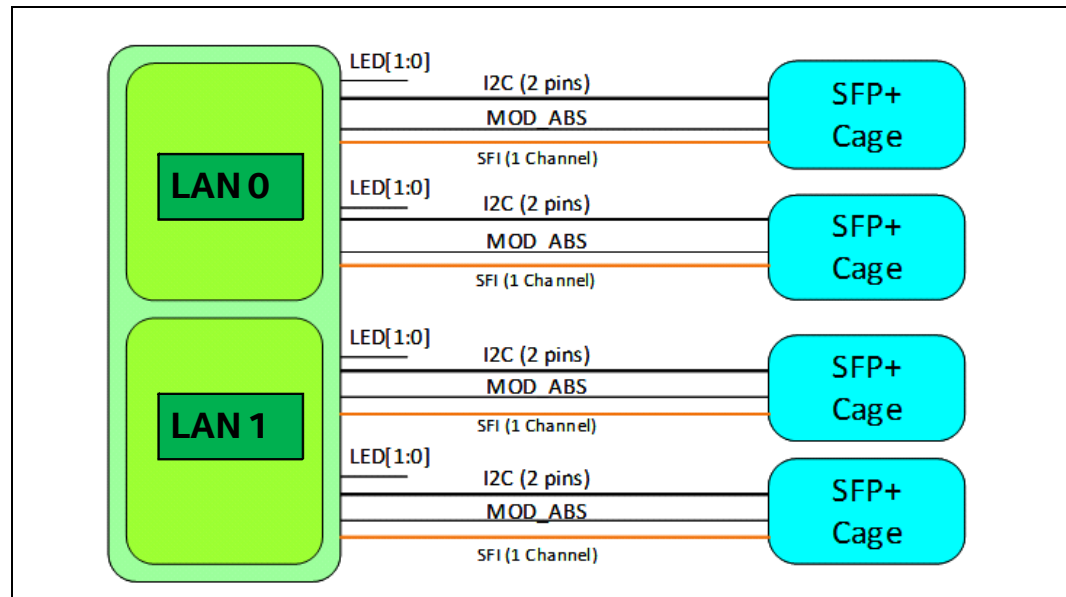 LED[1:0]
I2C (2 pins)
MOD_ABS
SFI (1 Channel)
SFP+
Cage
LAN 0
LED[1:0]
I2C (2 pins)
MOD_ABS
SFI (1 Channel)
SFP+
Cage
LED[1:0]
I2C (2 pins)
MOD_ABS
SFI (1 Channel)
SFP+
Cage
LAN 1
LED[1:0]
I2C (2 pins)
MOD_ABS
SFI (1 Channel)
SFP+
Cage